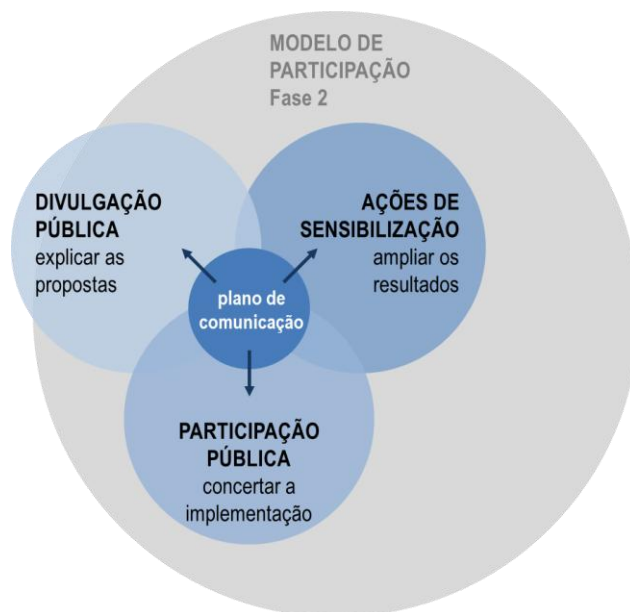 MODELO DE
PARTICIPAÇÃO
Fase 2
DIVULGAÇÃO
PÚBLICA
explicar as
propostas
AÇÕES DE
SENSIBILIZAÇÃO
ampliar os
resultados
plano de
comunicação
PARTICIPAÇÃO
PÚBLICA
concertar a
implementação